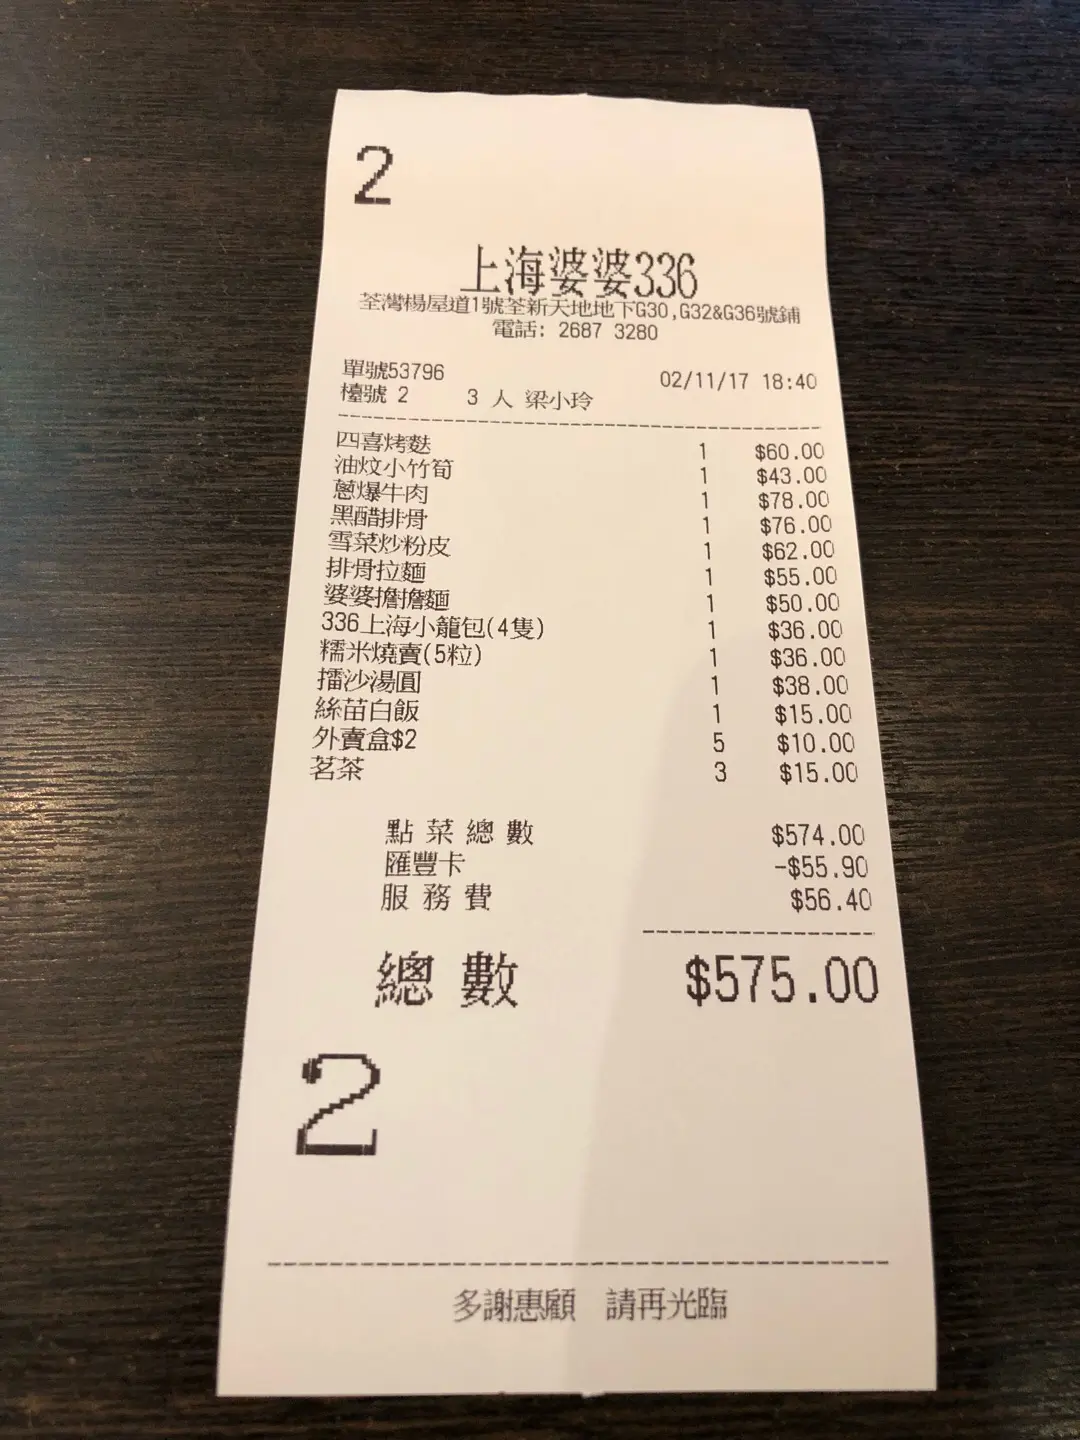 2
上海婆婆336
荃灣楊屋道1號荃新天地地下G30,G32&G36號鋪
電話: 2687 3280
單號53796 02/11/17 18:40
檯號 2 3 人 梁小玲
四喜烤麩 1 $60.00
油炆小竹筍 1 $43.00
蔥爆牛肉 1 $78.00
黑醋排骨 1 $76.00
雪菜炒粉皮 1 $62.00
排骨拉麵 1 $55.00
婆婆擔擔麵 1 $50.00
336上海小籠包(4隻) 1 $36.00
糯米燒賣(5粒) 1 $36.00
擂沙湯圓 1 $38.00
絲苗白飯 1 $15.00
外賣盒$2 5 $10.00
茗茶 3 $15.00
點菜總數 $574.00
匯豐卡 -$55.90
服務費 $56.40
總數 $575.00
2
多謝惠顧 請再光臨